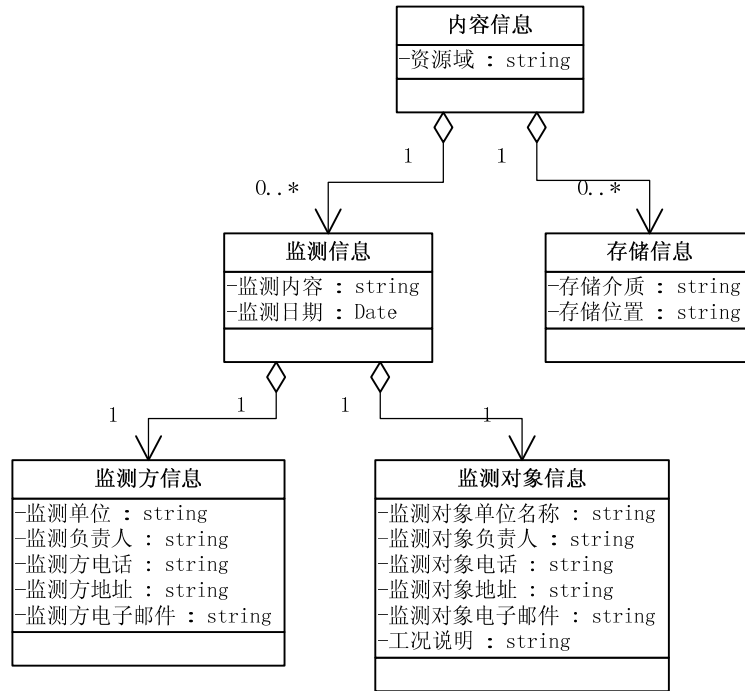 内容信息
-资源域 : string
1
1
0..*
0..*
监测信息
-监测内容 : string
-监测日期 : Date
存储信息
-存储介质 : string
-存储位置 : string
1
1
1
1
监测方信息
-监测单位 : string
-监测负责人 : string
-监测方电话 : string
-监测方地址 : string
-监测方电子邮件 : string
监测对象信息
-监测对象单位名称 : string
-监测对象负责人 : string
-监测对象电话 : string
-监测对象地址 : string
-监测对象电子邮件 : string
-工况说明 : string